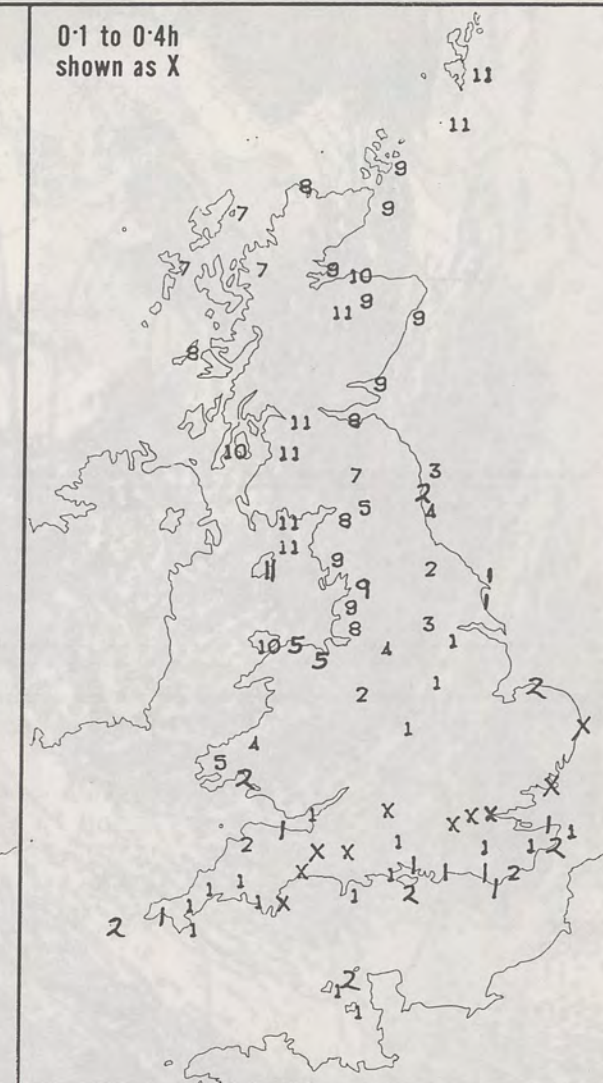 0·1 to 0·4h
shown as X
11
11
9
8
7 9
7 7 9 10
9
11 9
8
9
11 8
10 11
7 3
2
5 4
11 8
11
9
11 2 1
9 1
9
8 3
10 5 4 1
5
2 1 2
1 X
4
5
2 X
1 X X X
1 X 1
2 1 1 1 2
X X 1
X 1 1 1 2
1 1 1 2 1
1 1 X
2 1 1
2
1
1